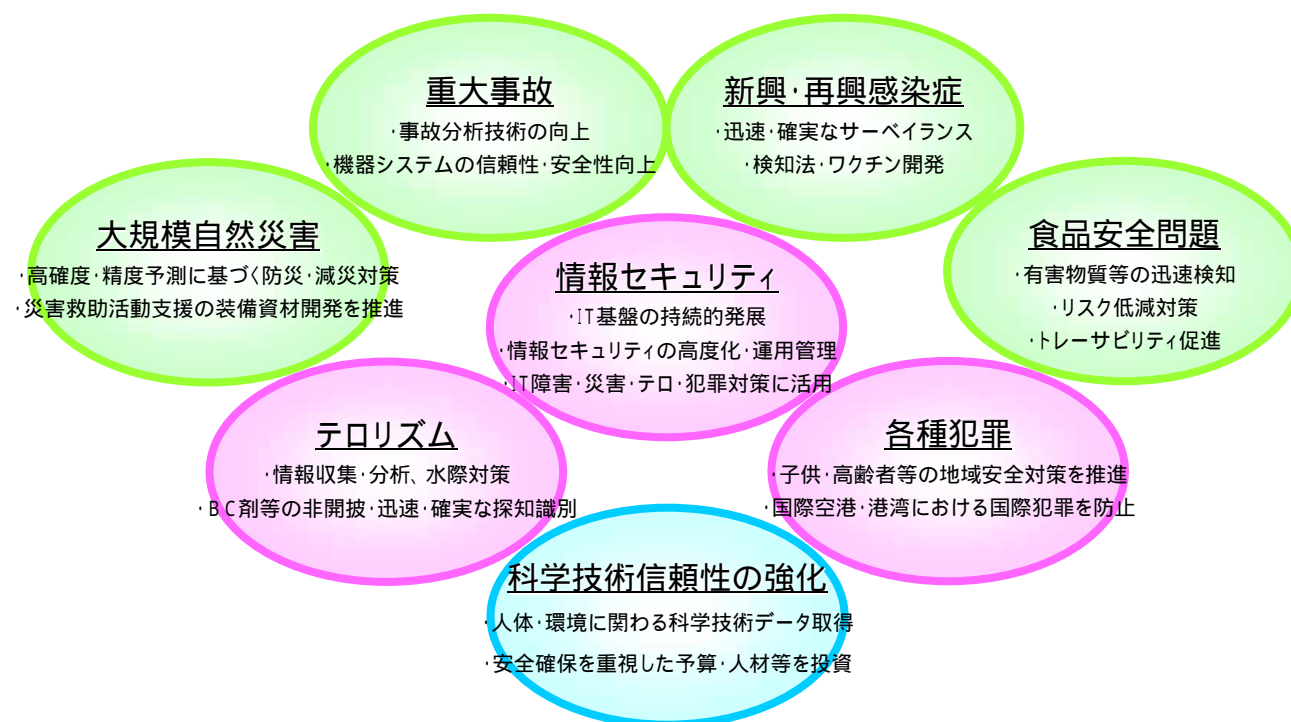 重大事故
･事故分析技術の向上
･機器システムの信頼性･安全性向上
新興･再興感染症
･迅速･確実なサーベイランス
･検知法･ワクチン開発
大規模自然災害
･高確度･精度予測に基づく防災･減災対策
･災害救助活動支援の装備資材開発を推進
食品安全問題
･有害物質等の迅速検知
･リスク低減対策
･トレーサビリティ促進
情報セキュリティ
･IT基盤の持続的発展
･情報セキュリティの高度化･運用管理
･IT障害･災害･テロ･犯罪対策に活用
テロリズム
･情報収集･分析、水際対策
･BC剤等の非開披･迅速･確実な探知識別
各種犯罪
･子供･高齢者等の地域安全対策を推進
･国際空港･港湾における国際犯罪を防止
科学技術信頼性の強化
･人体･環境に関わる科学技術データ取得
･安全確保を重視した予算･人材等を投資